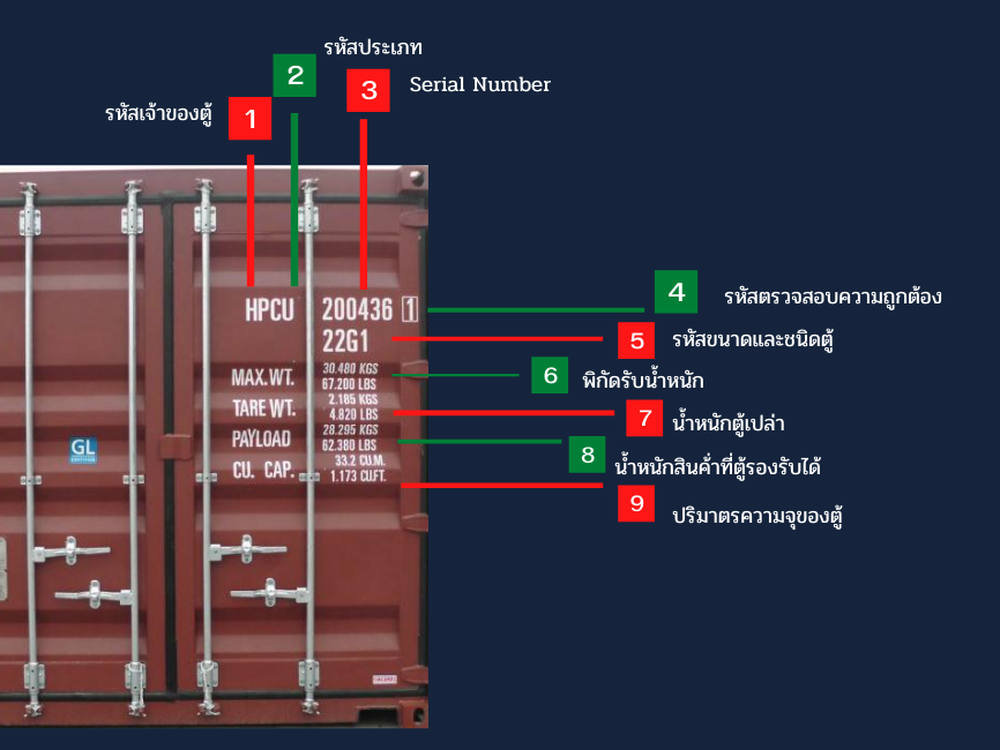 รหัสประเภท
2
3
Serial Number
รหัสเจ้าของตู้
1
HPCU 200436 1
22G1
MAX.WT. 30.480 KGS
67.200 LBS
TARE WT. 2.185 KGS
4.820 LBS
PAYLOAD 28.295 KGS
62.380 LBS
CU. CAP. 33.2 CU.M.
1.173 CU.FT.
GL
4
รหัสตรวจสอบความถูกต้อง
5
รหัสขนาดและชนิดตู้
6
พิกัดรับน้ำหนัก
7
น้ำหนักตู้เปล่า
8
น้ำหนักสินค้าที่ตู้รองรับได้
9
ปริมาตรความจุของตู้